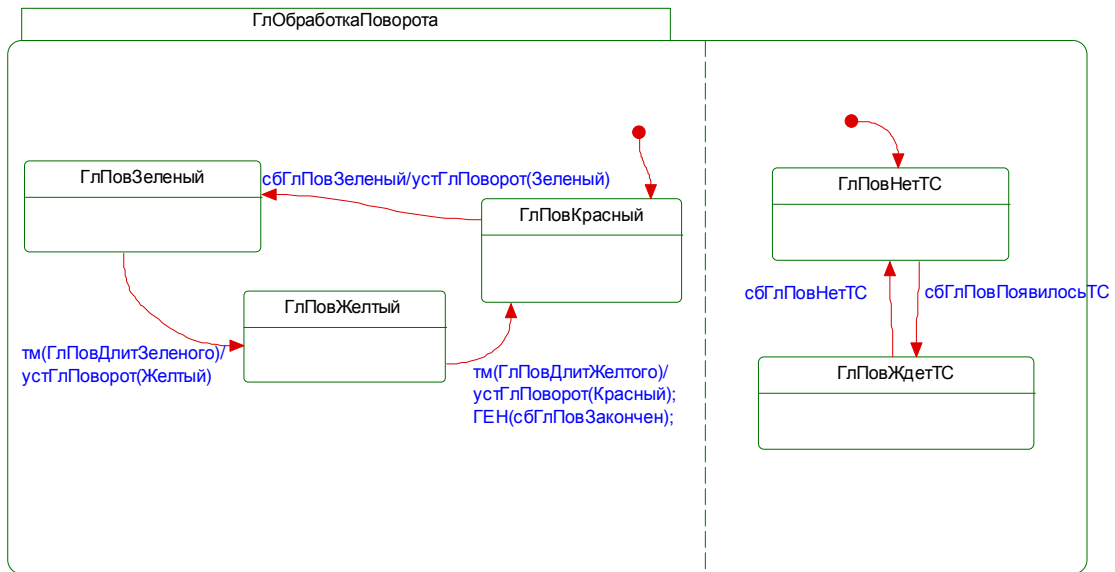 ГлОбработкаПоворота
ГлПовЗеленый
сбГлПовЗеленый/устГлПоворот(Зеленый)
ГлПовКрасный
ГлПовЖелтый
тм(ГлПовДлитЗеленого)/
устГлПоворот(Желтый)
тм(ГлПовДлитЖелтого)/
устГлПоворот(Красный);
ГЕН(сбГлПовЗакончен);
ГлПовНетТС
сбГлПовНетТС
сбГлПовПоявилосьТС
ГлПовЖдетТС